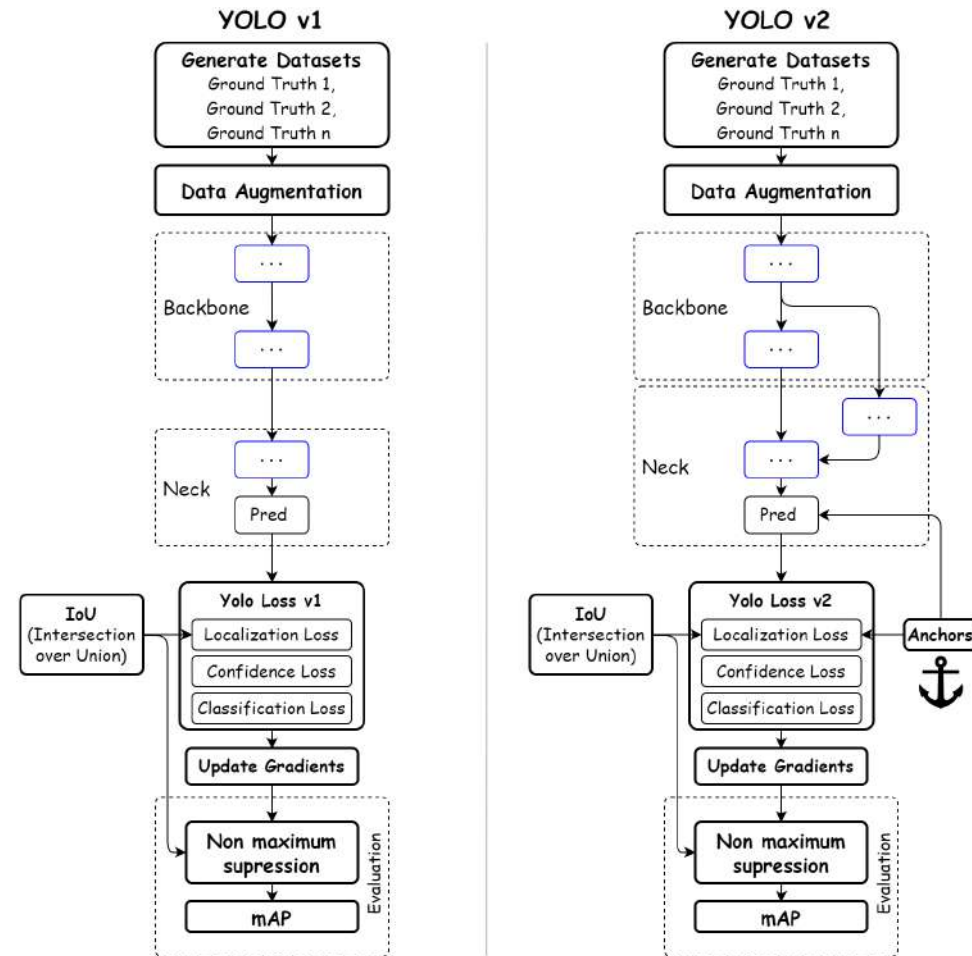 YOLO v1
Generate Datasets
Ground Truth 1,
Ground Truth 2,
Ground Truth n
Data Augmentation
...
Backbone
...
...
Neck
Pred
IoU
(Intersection
over Union)
Yolo Loss v1
Localization Loss
Confidence Loss
Classification Loss
Update Gradients
Non maximum
supression
Evaluation
mAP
YOLO v2
Generate Datasets
Ground Truth 1,
Ground Truth 2,
Ground Truth n
Data Augmentation
...
Backbone
...
...
...
Neck
Pred
IoU
(Intersection
over Union)
Yolo Loss v2
Localization Loss
Confidence Loss
Classification Loss
Anchors
Update Gradients
Non maximum
supression
Evaluation
mAP